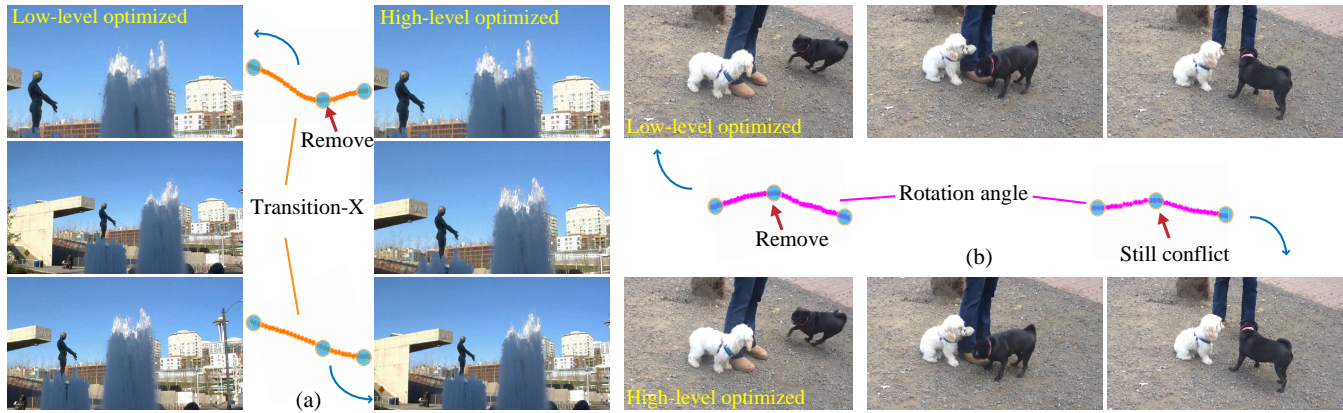 Low-level optimized
High-level optimized
Remove
Transition-X
(a)
Low-level optimized
Rotation angle
Remove
(b)
Still conflict
High-level optimized